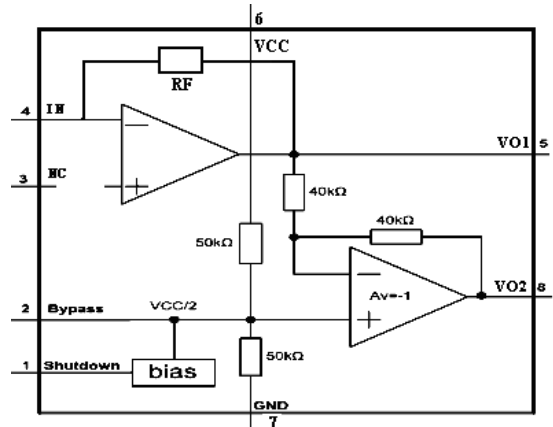 6
VCC
RF
4 IN
VO1 5
3 NC
40kΩ
40kΩ
50kΩ
Av=-1
VO2 8
2 Bypass VCC/2
50kΩ
1 Shutdown
bias
GND
7